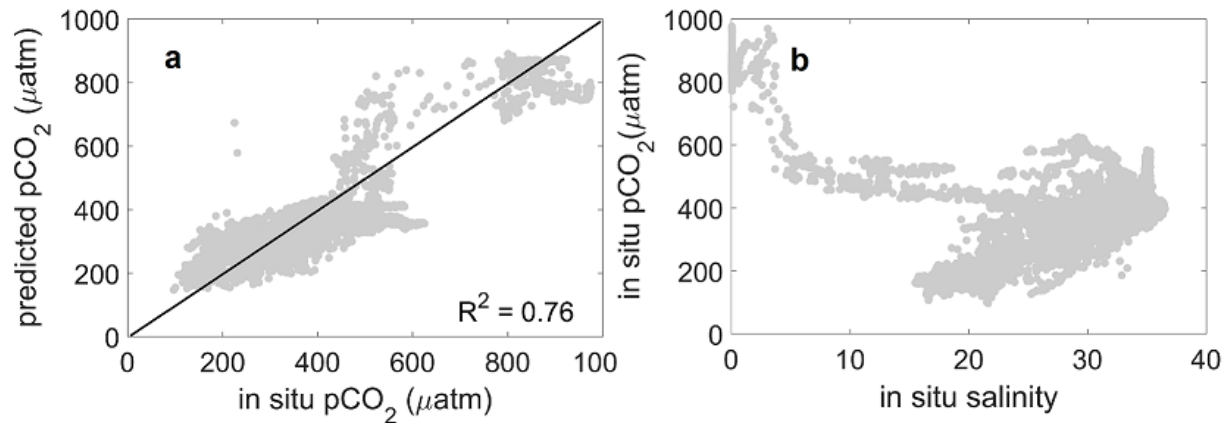 a
predicted pCO₂ (μatm)
1000
800
600
400
200
0
R² = 0.76
0 200 400 600 800 1000
in situ pCO₂ (μatm)
b
in situ pCO₂(μatm)
1000
800
600
400
200
0
0 10 20 30 40
in situ salinity